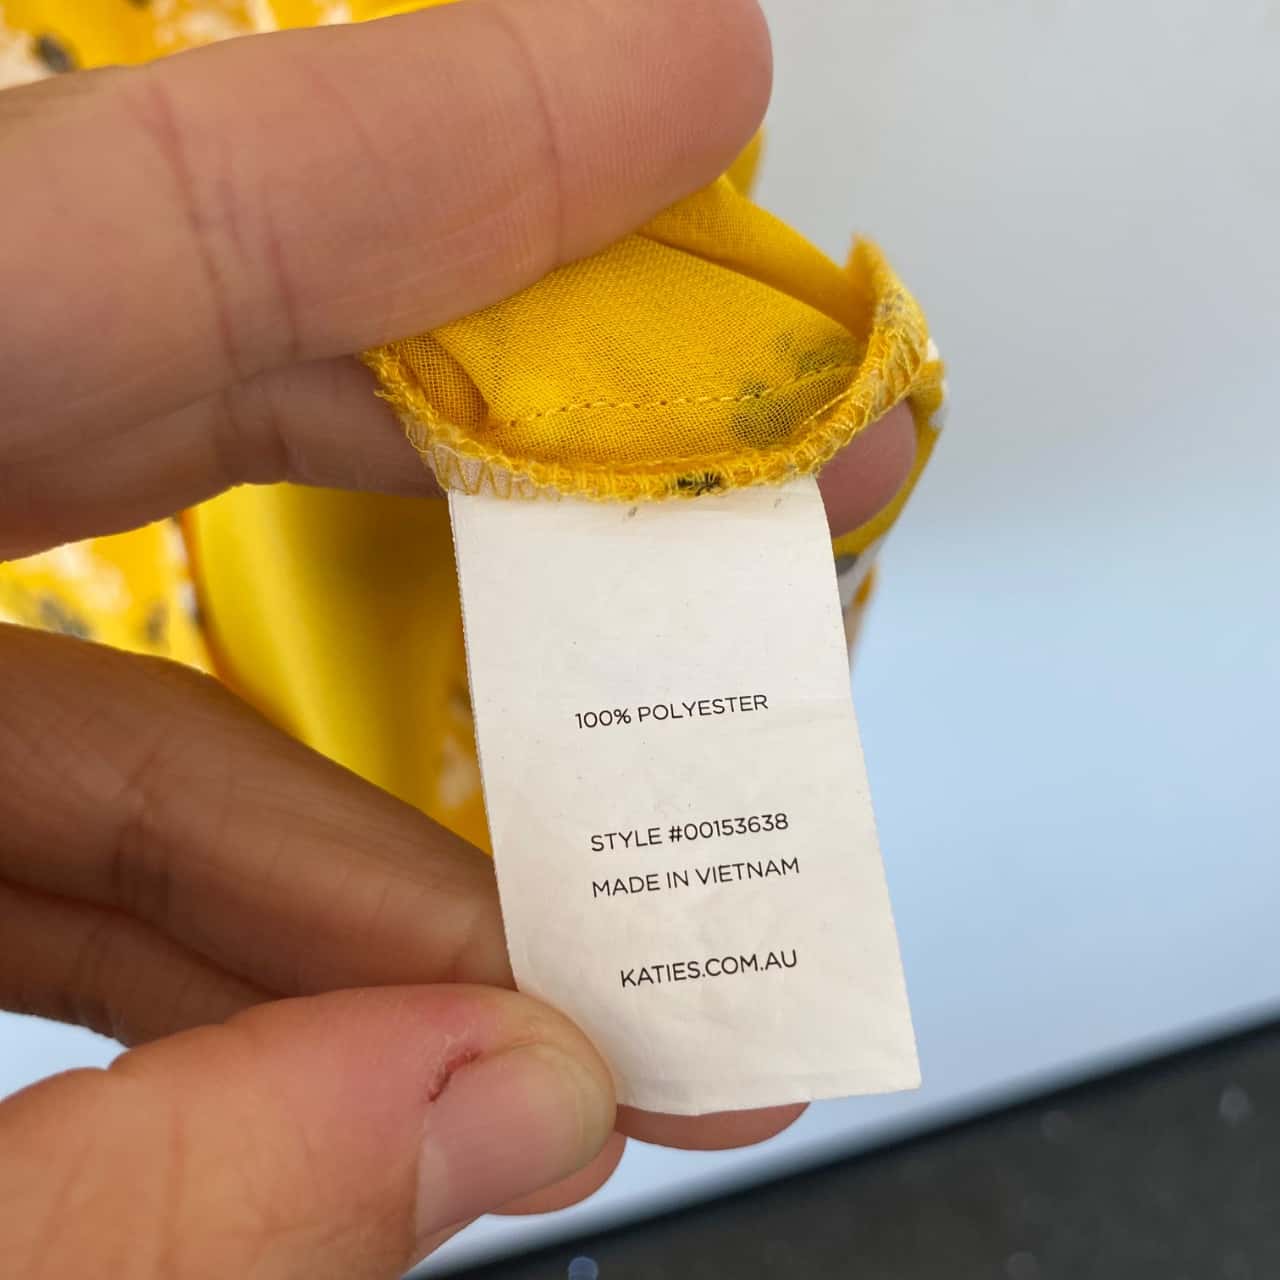 100% POLYESTER
STYLE #00153638
MADE IN VIETNAM
KATIES.COM.AU